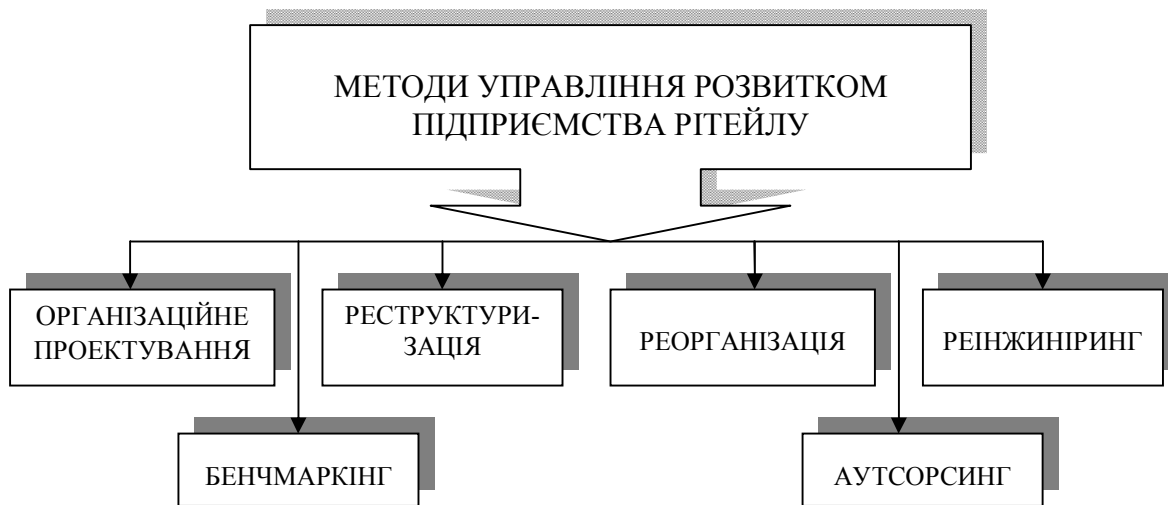 МЕТОДИ УПРАВЛІННЯ РОЗВИТКОМ
ПІДПРИЄМСТВА РІТЕЙЛУ
ОРГАНІЗАЦІЙНЕ
ПРОЕКТУВАННЯ
РЕСТРУКТУРИ-
ЗАЦІЯ
РЕОРГАНІЗАЦІЯ
РЕІНЖИНІРИНГ
БЕНЧМАРКІНГ
АУТСОРСИНГ